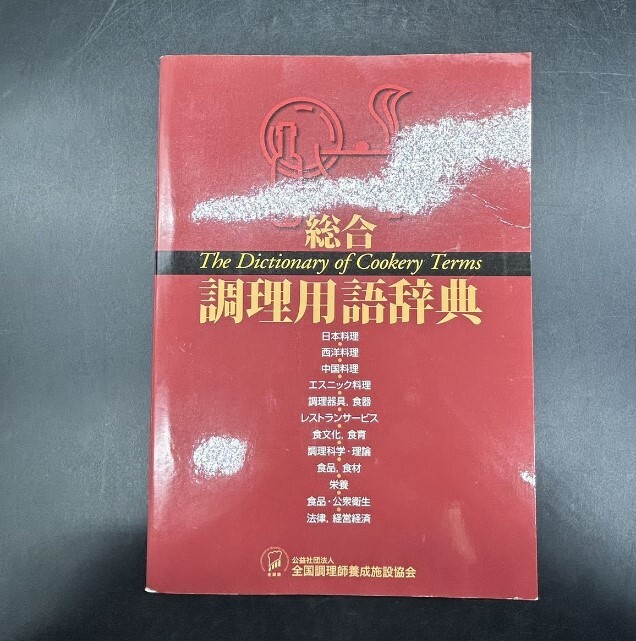 総合
The Dictionary of Cookery Terms
調理用語辞典
日本料理
西洋料理
中国料理
エスニック料理
調理器具, 食器
レストランサービス
食文化, 食育
調理科学・理論
食品, 食材
栄養
食品・公衆衛生
法律, 経営経済
公益社団法人
全国調理師養成施設協会